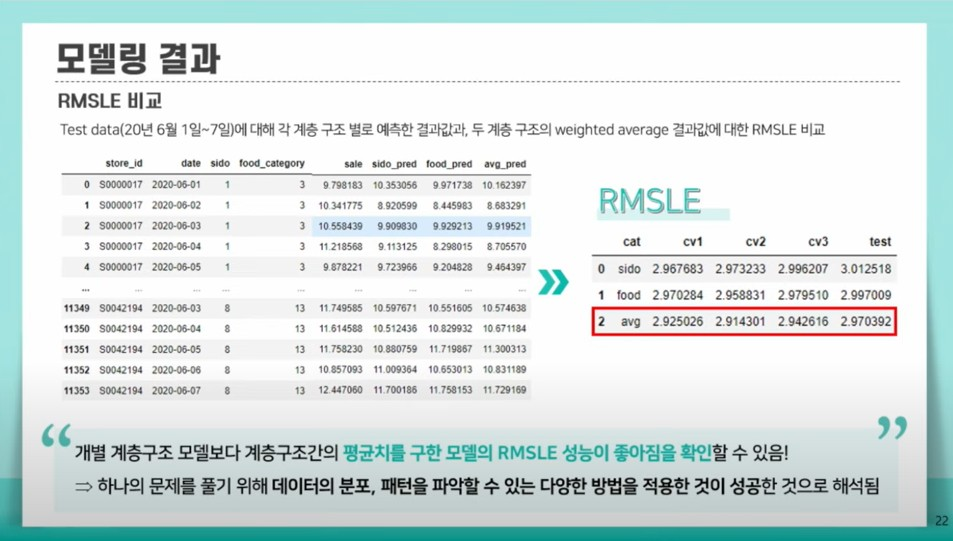 모델링 결과
RMSLE 비교
Test data(20년 6월 1일~7일)에 대해 각 계층 구조 별로 예측한 결과값과, 두 계층 구조의 weighted average 결과값에 대한 RMSLE 비교
store_id date sido food_category sale sido_pred food_pred avg_pred
0 S0000017 2020-06-01 1 3 9.798183 10.353056 9.971738 10.162397
1 S0000017 2020-06-02 1 3 10.341775 8.920599 8.445983 8.683291
2 S0000017 2020-06-03 1 3 10.558439 9.909830 9.929213 9.919521
3 S0000017 2020-06-04 1 3 11.218568 9.113125 8.298015 8.705570
4 S0000017 2020-06-05 1 3 9.878221 9.723966 9.204828 9.464397
... ... ... ... ... ... ... ...
11349 S0042194 2020-06-03 8 13 11.749585 10.597671 10.551605 10.574638
11350 S0042194 2020-06-04 8 13 11.614588 10.512436 10.829932 10.671184
11351 S0042194 2020-06-05 8 13 11.758230 10.880759 11.719867 11.300313
11352 S0042194 2020-06-06 8 13 10.857093 11.009364 10.653013 10.831189
11353 S0042194 2020-06-07 8 13 12.447060 11.700186 11.758153 11.729169
RMSLE
cat cv1 cv2 cv3 test
0 sido 2.967683 2.973233 2.996207 3.012518
1 food 2.970284 2.958831 2.979510 2.997009
2 avg 2.925026 2.914301 2.942616 2.970392
“ 개별 계층구조 모델보다 계층구조간의 평균치를 구한 모델의 RMSLE 성능이 좋아짐을 확인할 수 있음! ”
⇒ 하나의 문제를 풀기 위해 데이터의 분포, 패턴을 파악할 수 있는 다양한 방법을 적용한 것이 성공한 것으로 해석됨
22